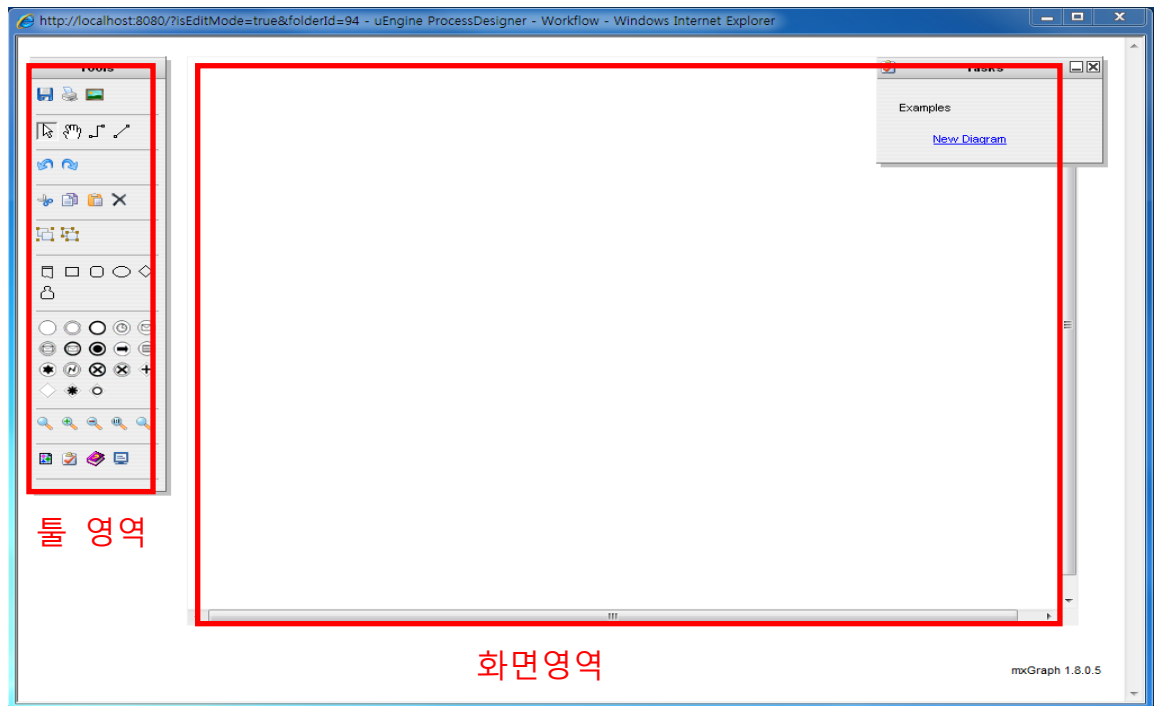 http://localhost:8080/?isEditMode=true&folderId=94 - uEngine ProcessDesigner - Workflow - Windows Internet Explorer
Tools
Tasks
Examples
New Diagram
툴 영역
화면영역
mxGraph 1.8.0.5